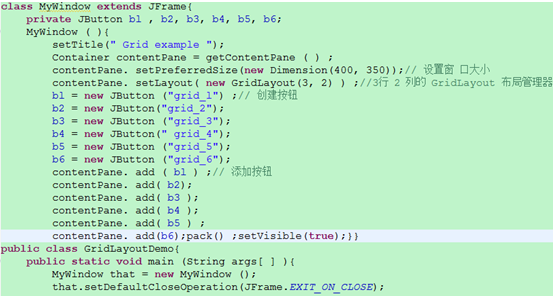 class MyWindow extends JFrame{
private JButton bl , b2, b3, b4, b5, b6;
MyWindow ( ){
setTitle(" Grid example ");
Container contentPane = getContentPane ( ) ;
contentPane. setPreferredSize(new Dimension(400, 350));// 设置窗 口大小
contentPane. setLayout( new GridLayout(3, 2) ) ;//3行 2 列的 GridLayout 布局管理器
bl = new JButton ("grid_l") ;// 创建按钮
b2 = new JButton("grid_2");
b3 = new JButton ("grid_3");
b4 = new JButton(" grid_4");
b5 = new JButton ("grid_5");
b6 = new JButton ("grid_6");
contentPane. add ( bl ) ;// 添加按钮
contentPane. add( b2);
contentPane. add( b3 );
contentPane. add( b4 );
contentPane. add( b5 ) ;
contentPane. add(b6);pack() ;setVisible(true);}}
public class GridLayoutDemo{
public static void main (String args[ ] ){
MyWindow that = new MyWindow ();
that.setDefaultCloseOperation(JFrame.EXIT_ON_CLOSE);